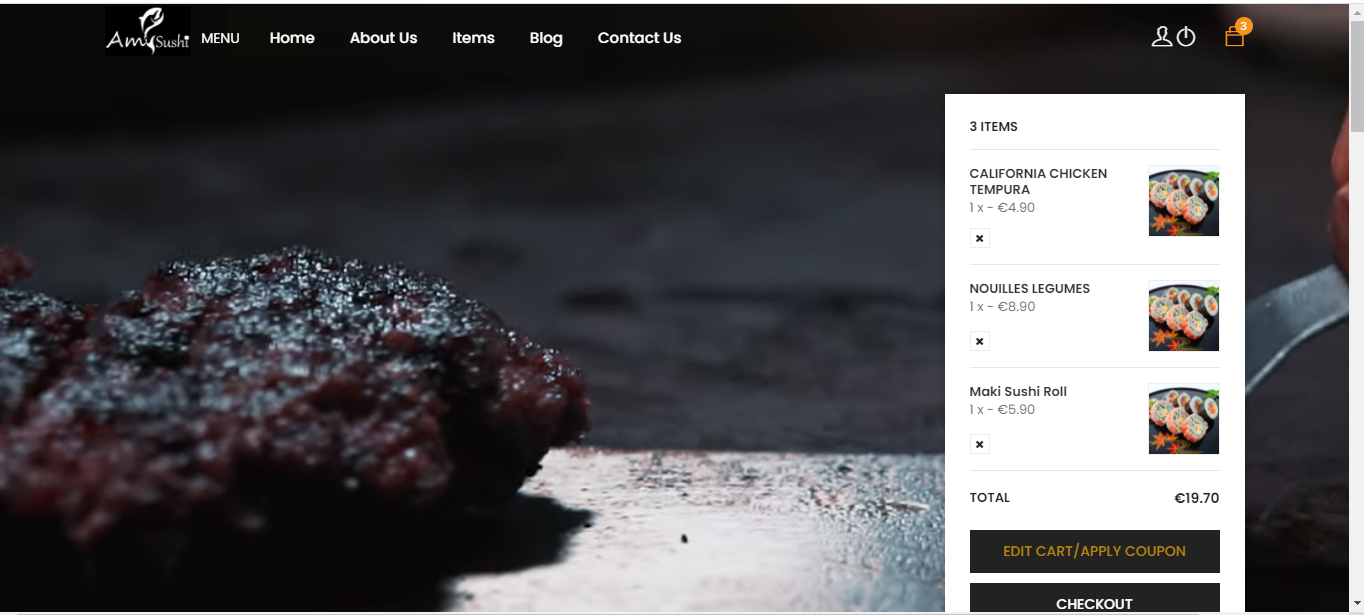 Ami Sushi
MENU Home About Us Items Blog Contact Us
3
3 ITEMS
CALIFORNIA CHICKEN
TEMPURA
1 x - €4.90
NOUILLES LEGUMES
1 x - €8.90
Maki Sushi Roll
1 x - €5.90
TOTAL €19.70
EDIT CART/APPLY COUPON
CHECKOUT